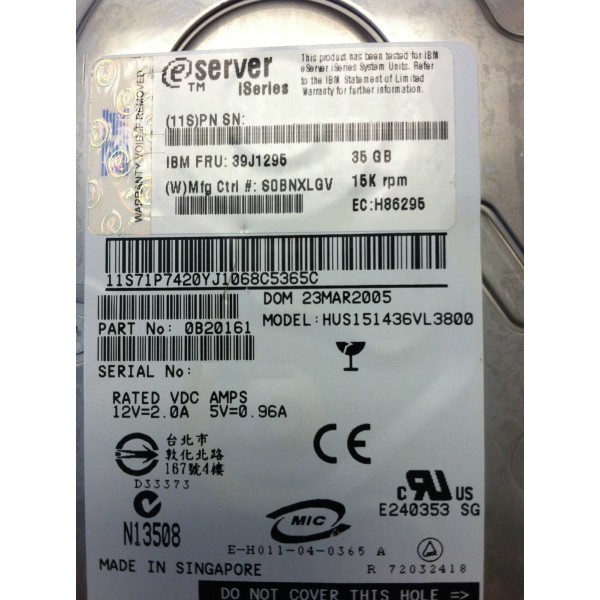 eserver
TM
iSeries
This product has been tested for IBM
eServer iSeries System Units. Refer
to the IBM Statement of Limited
Warranty for further information.
WARRANTY VOID IF REMOVED
(11S)PN SN:
IBM FRU: 39J1295 35 GB
(W)Mfg Ctrl #: S0BNXLGV 15K rpm
EC:H86295
11S71P7420YJ1068C5365C
DOM 23MAR2005
PART No: 0B20161 MODEL:HUS151436VL3800
SERIAL No:
RATED VDC AMPS
12V=2.0A 5V=0.96A
台北市
敦化北路
167號4樓
D33373
CE
C UL US
E240353 SG
N13508
MIC
E-H011-04-0365 A
MADE IN SINGAPORE
R 72032418
DO NOT COVER THIS HOLE =>